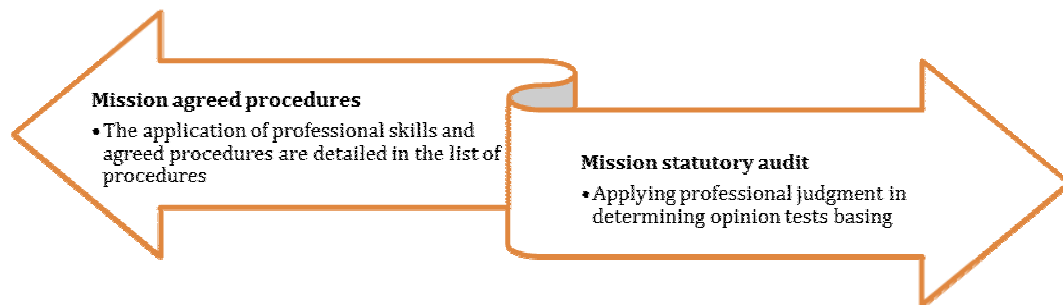 Mission agreed procedures
• The application of professional skills and
agreed procedures are detailed in the list of
procedures
Mission statutory audit
• Applying professional judgment in
determining opinion tests basing